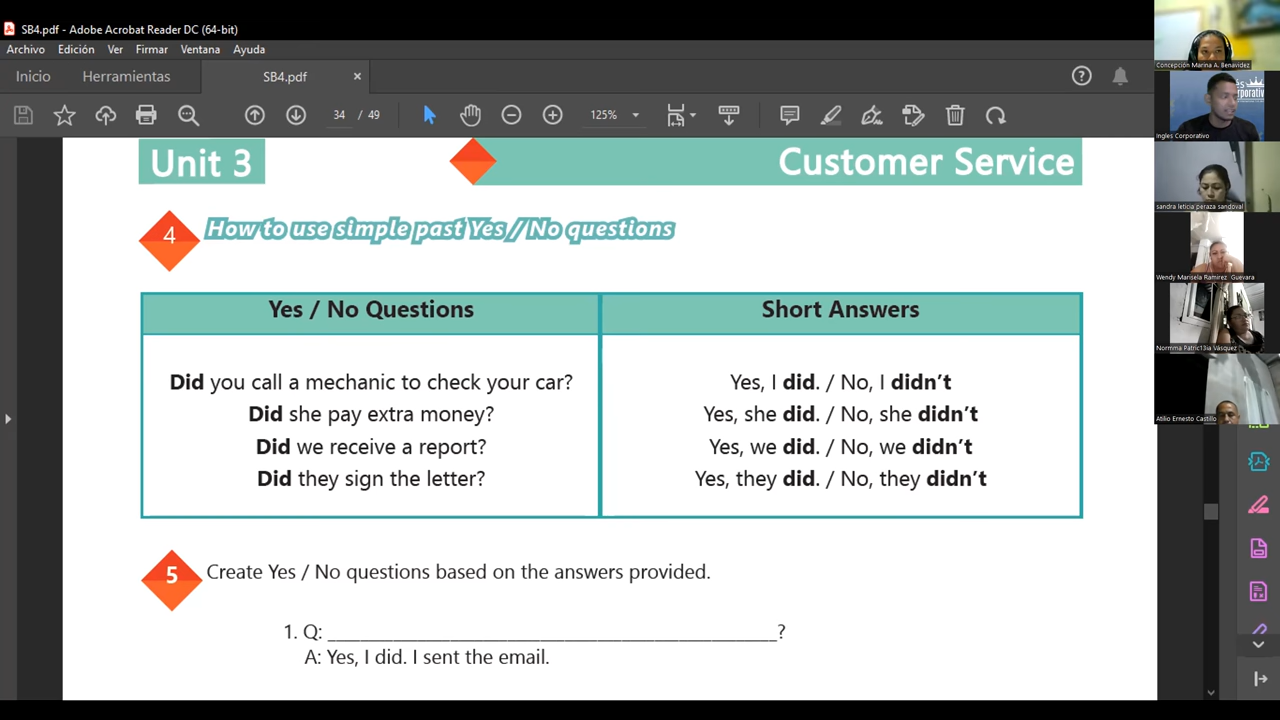 SB4.pdf - Adobe Acrobat Reader DC (64-bit)
Archivo Edición Ver Firmar Ventana Ayuda
Inicio Herramientas SB4.pdf ×
34 / 49 125%
Unit 3 Customer Service
4 How to use simple past Yes / No questions
Yes / No Questions Short Answers
Did you call a mechanic to check your car? Yes, I did. / No, I didn't
Did she pay extra money? Yes, she did. / No, she didn't
Did we receive a report? Yes, we did. / No, we didn't
Did they sign the letter? Yes, they did. / No, they didn't
5 Create Yes / No questions based on the answers provided.
1. Q: ______________________________________________?
A: Yes, I did. I sent the email.
Concepción Marina A. Benavidez
Ingles Corporativo
sandra leticia peraza sandoval
Wendy Marisela Ramirez Guevara
Normma Patric13ia Vásquez
Atilio Ernesto Castillo